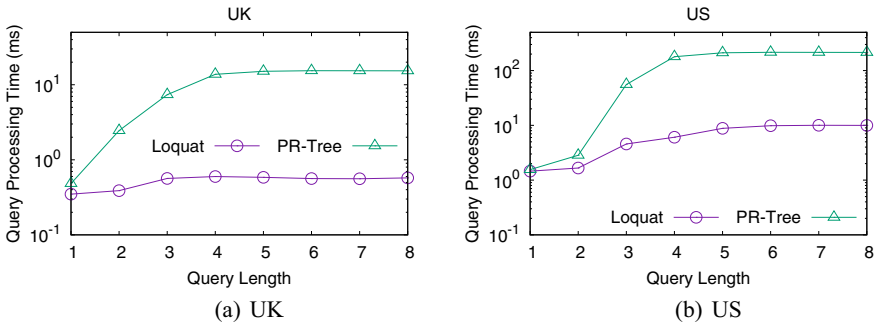 UK
Query Processing Time (ms)
10^1
10^0
10^-1
Loquat
PR-Tree
1 2 3 4 5 6 7 8
Query Length
(a) UK
US
Query Processing Time (ms)
10^2
10^1
10^0
10^-1
Loquat
PR-Tree
1 2 3 4 5 6 7 8
Query Length
(b) US